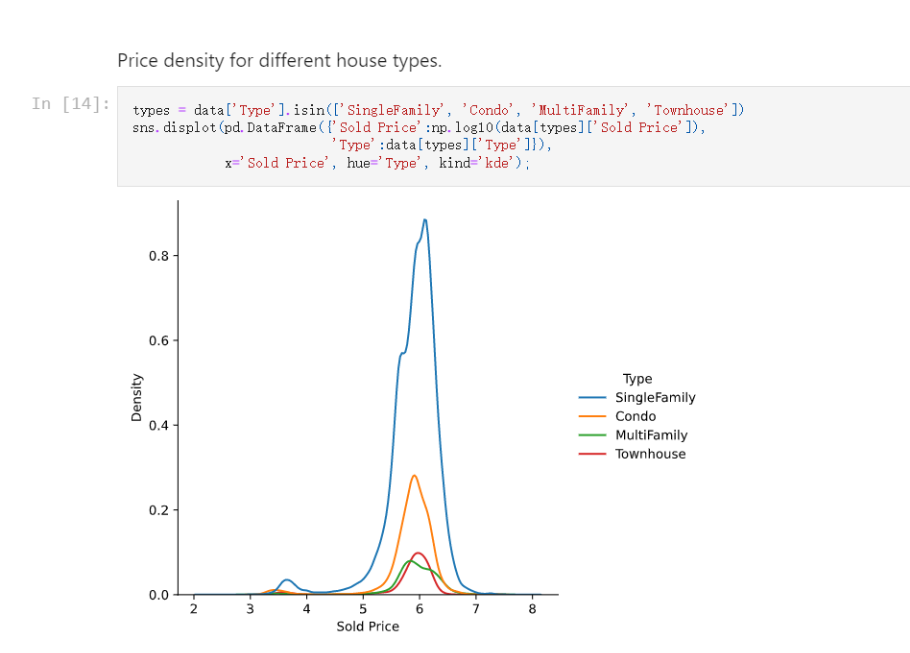 Price density for different house types.
In [14]:
types = data['Type'].isin(['SingleFamily', 'Condo', 'MultiFamily', 'Townhouse'])
sns.displot(pd.DataFrame({'Sold Price':np.log10(data[types]['Sold Price']),
'Type':data[types]['Type']}),
x='Sold Price', hue='Type', kind='kde');
0.8
0.6
0.4
0.2
0.0
Density
2 3 4 5 6 7 8
Sold Price
Type
SingleFamily
Condo
MultiFamily
Townhouse